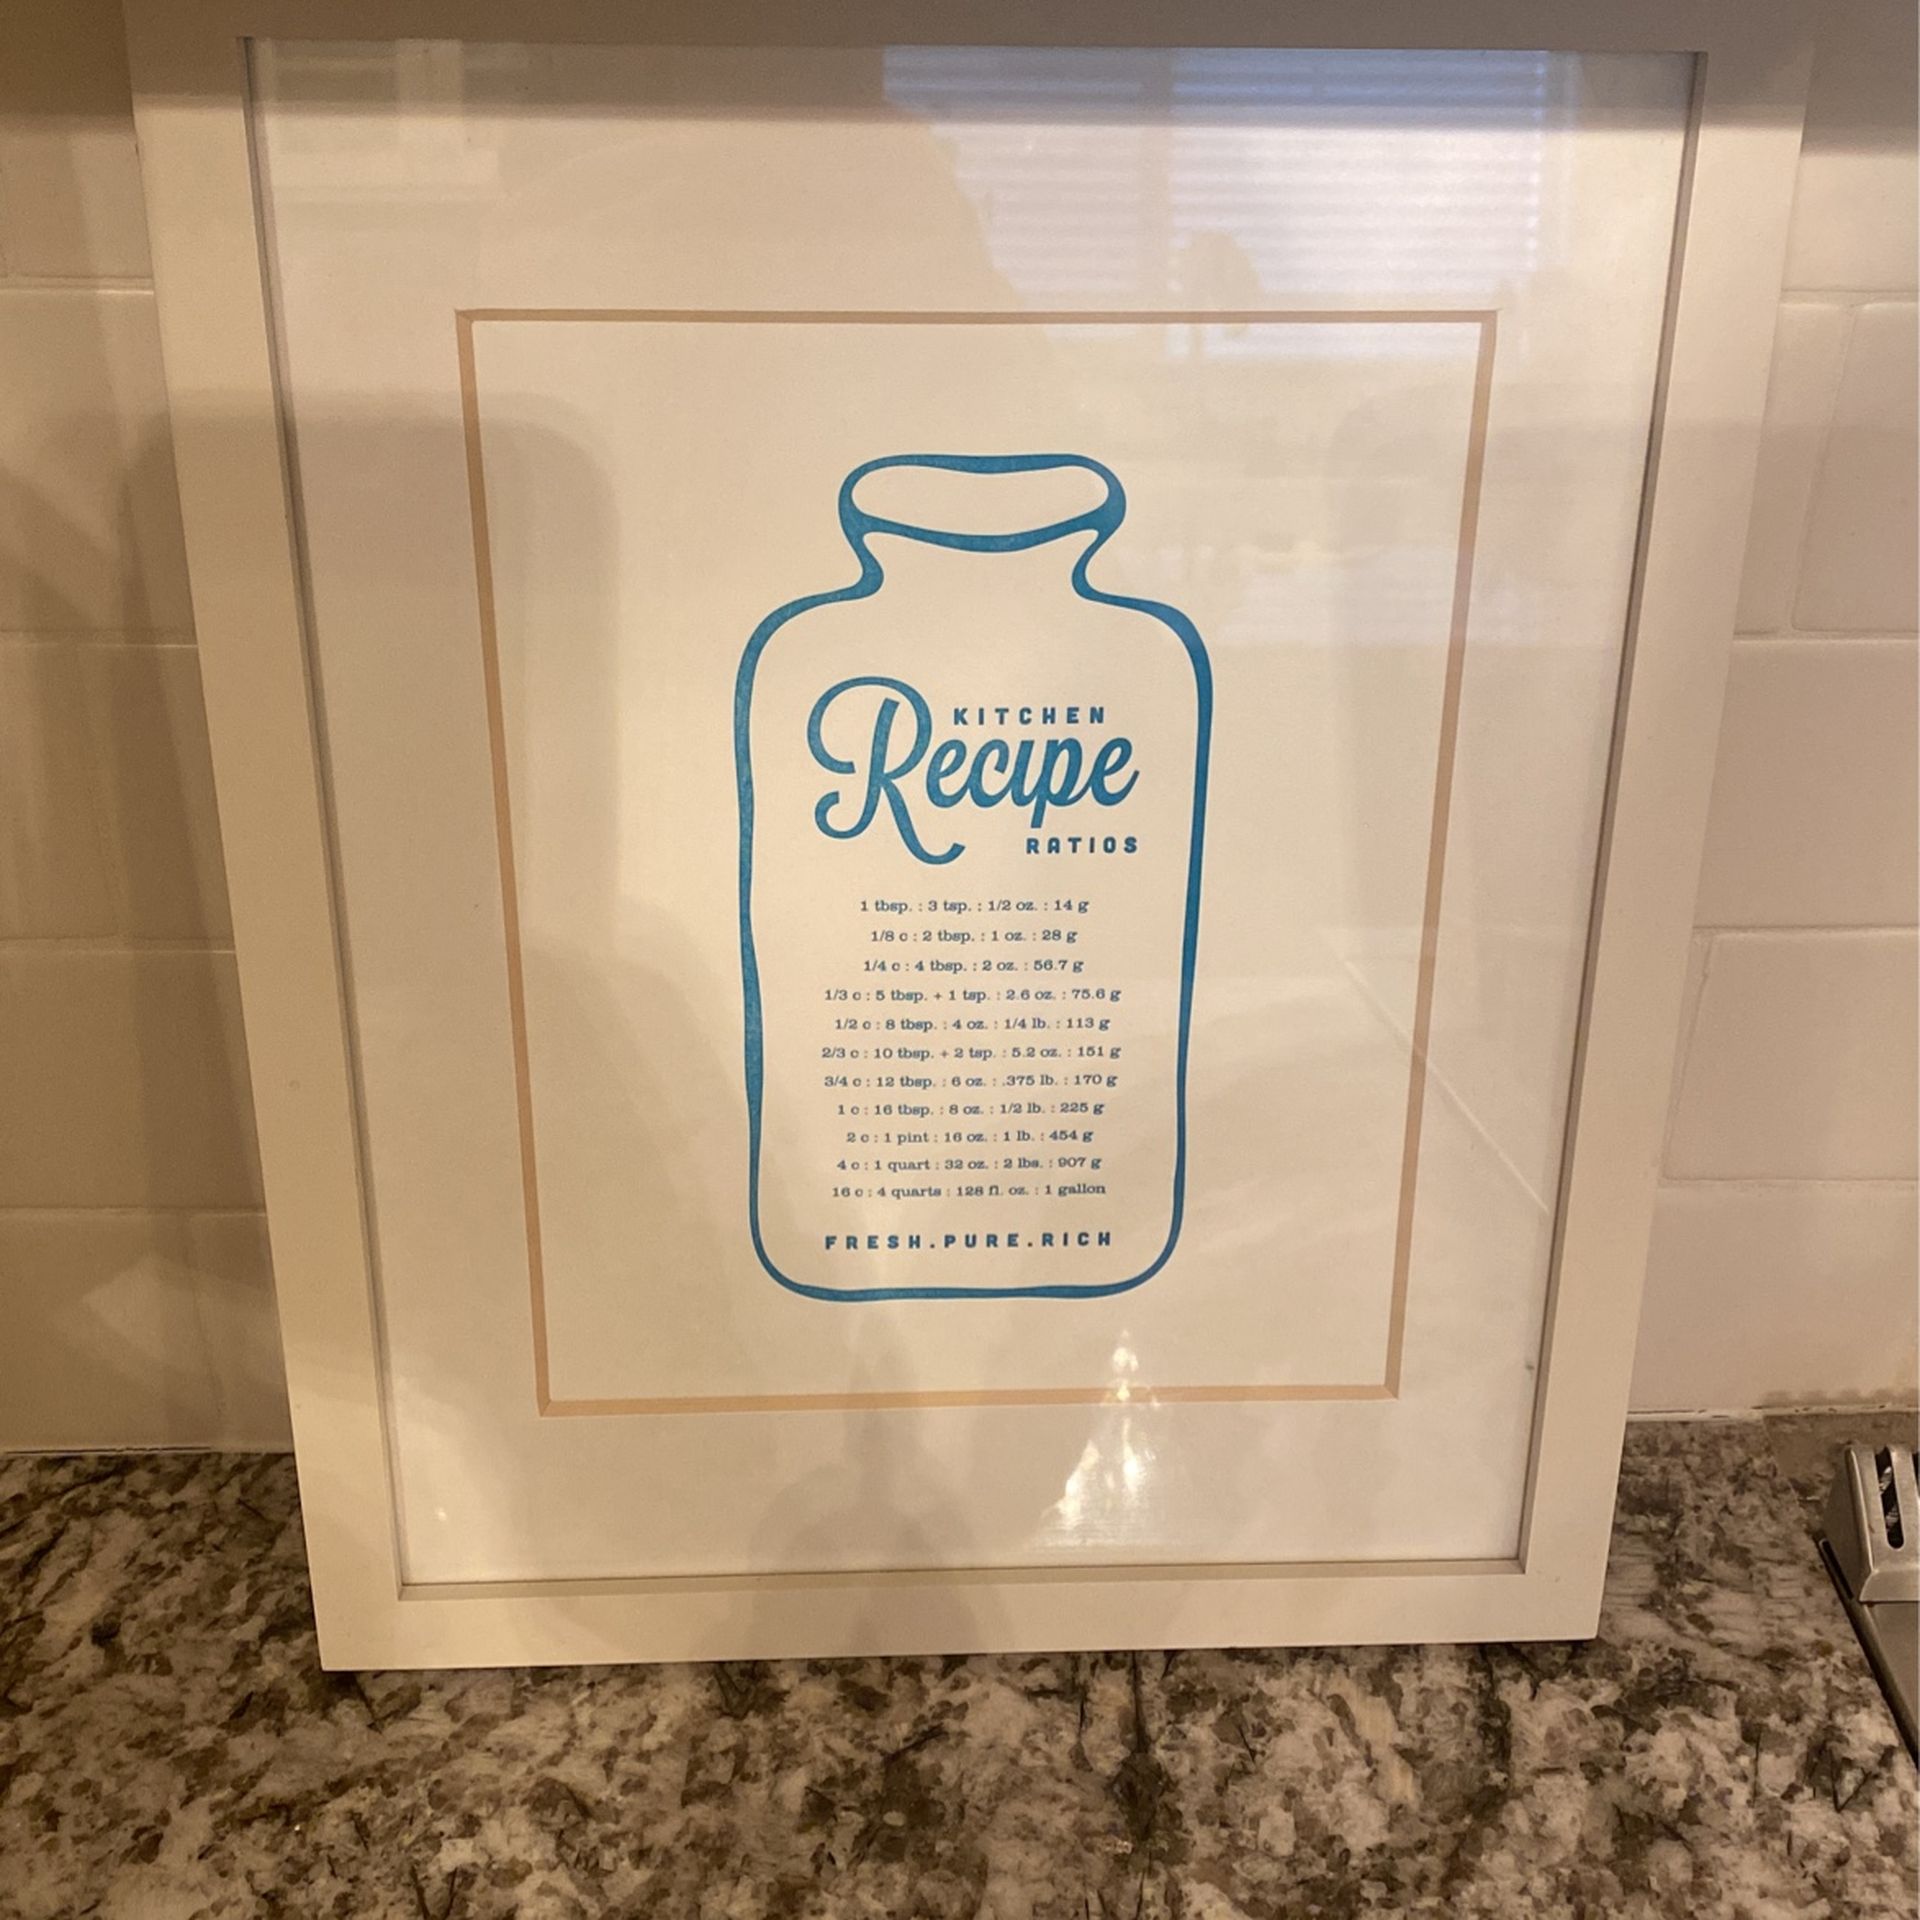 KITCHEN
Recipe
RATIOS
1 tbsp. : 3 tsp. : 1/2 oz. : 14 g
1/8 c : 2 tbsp. : 1 oz. : 28 g
1/4 c : 4 tbsp. : 2 oz. : 56.7 g
1/3 c : 5 tbsp. + 1 tsp. : 2.6 oz. : 75.6 g
1/2 c : 8 tbsp. : 4 oz. : 1/4 lb. : 113 g
2/3 c : 10 tbsp. + 2 tsp. : 5.2 oz. : 151 g
3/4 c : 12 tbsp. : 6 oz. : .375 lb. : 170 g
1 c : 16 tbsp. : 8 oz. : 1/2 lb. : 225 g
2 c : 1 pint : 16 oz. : 1 lb. : 454 g
4 c : 1 quart : 32 oz. : 2 lbs. : 907 g
16 c : 4 quarts : 128 fl. oz. : 1 gallon
FRESH.PURE.RICH